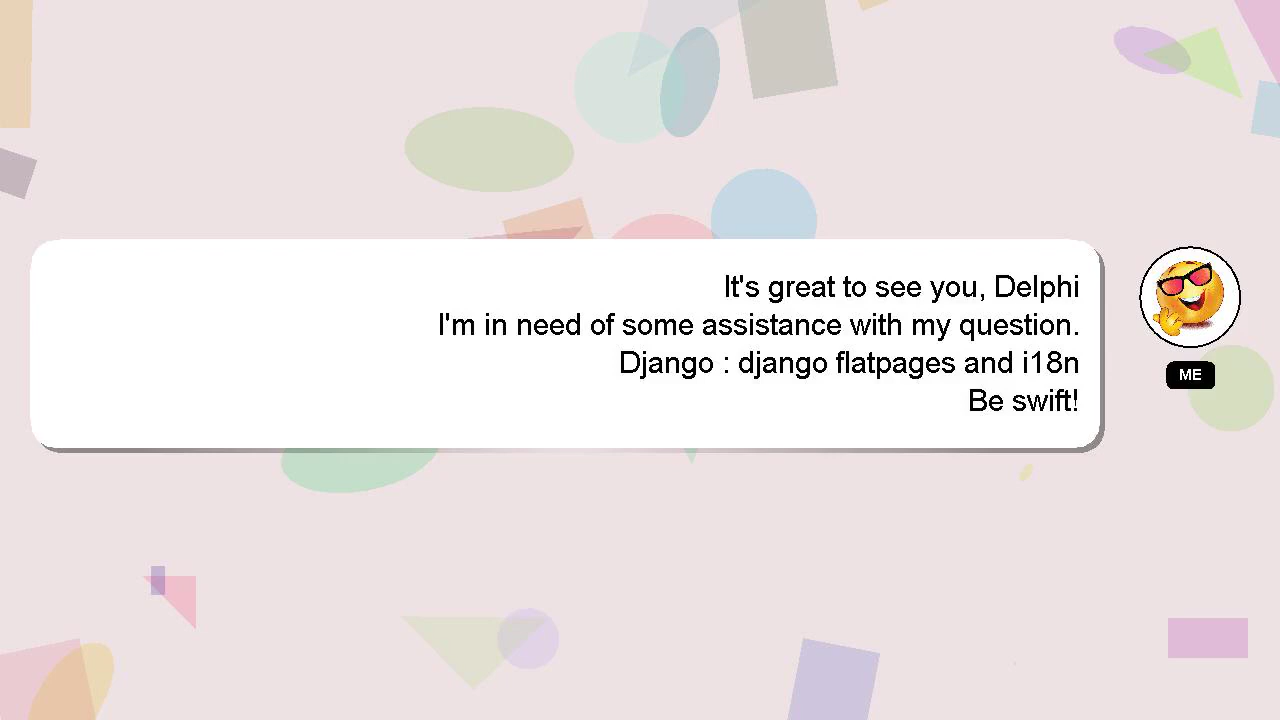 It's great to see you, Delphi
I'm in need of some assistance with my question.
Django : django flatpages and i18n
Be swift!
ME